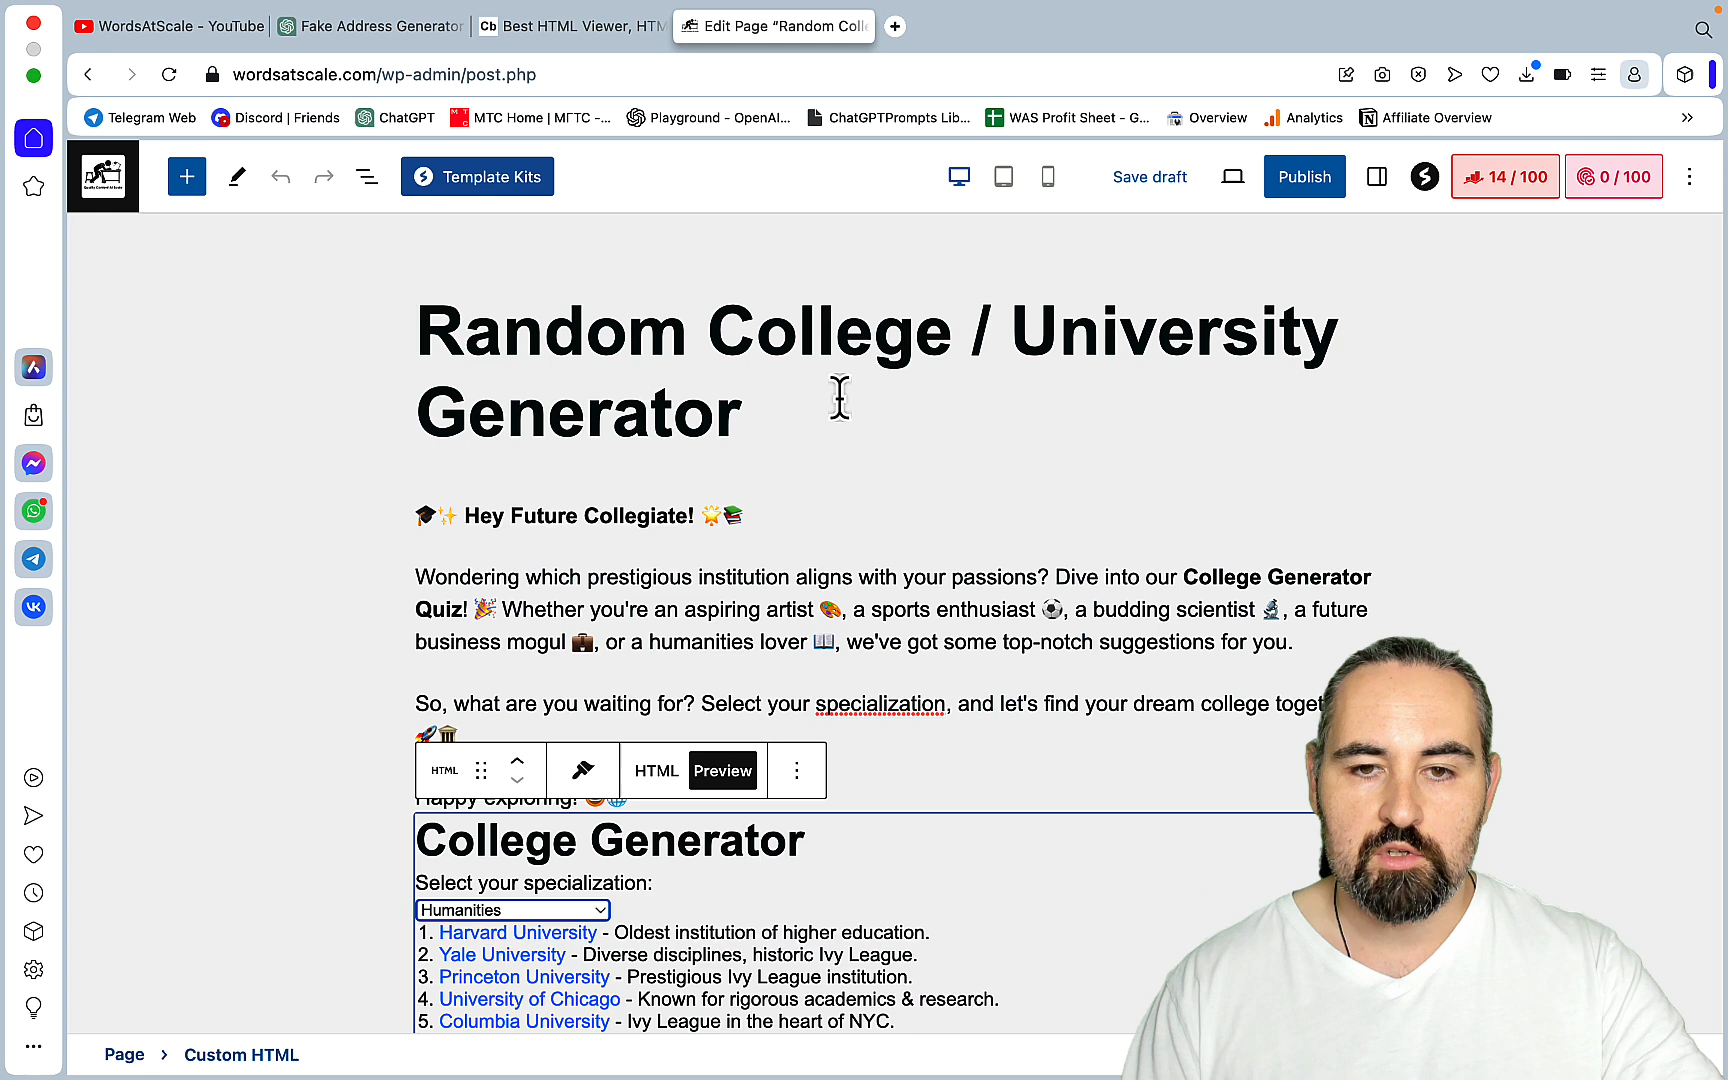 WordsAtScale - YouTube
Fake Address Generator
Cb Best HTML Viewer, HTM
Edit Page “Random Coll
wordsatscale.com/wp-admin/post.php
Telegram Web
Discord | Friends
ChatGPT
MTC Home | МГТС -...
Playground - OpenAI...
ChatGPTPrompts Lib...
WAS Profit Sheet - G...
Overview
Analytics
Affiliate Overview
Template Kits
Save draft
Publish
14 / 100
0 / 100
Random College / University
Generator
🎓✨ Hey Future Collegiate! 🌟📚
Wondering which prestigious institution aligns with your passions? Dive into our College Generator
Quiz! 🎉 Whether you're an aspiring artist 🎨, a sports enthusiast ⚽, a budding scientist 🔬, a future
business mogul 💼, or a humanities lover 📖, we've got some top-notch suggestions for you.
So, what are you waiting for? Select your specialization, and let's find your dream college toget
🚀🏛️
HTML
HTML
Preview
Happy exploring!
College Generator
Select your specialization:
Humanities
1. Harvard University - Oldest institution of higher education.
2. Yale University - Diverse disciplines, historic Ivy League.
3. Princeton University - Prestigious Ivy League institution.
4. University of Chicago - Known for rigorous academics & research.
5. Columbia University - Ivy League in the heart of NYC.
Page > Custom HTML